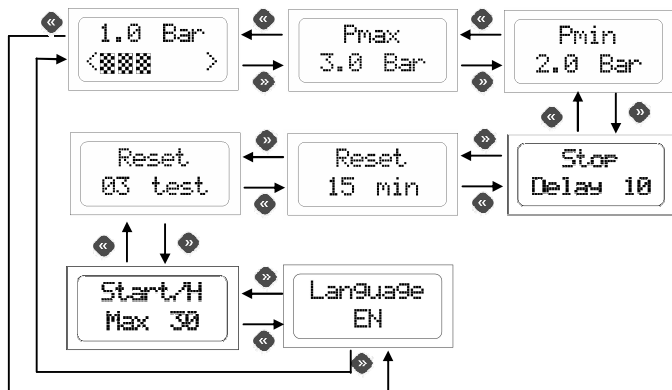 «
1.0 Bar
< >
«
»
Pmax
3.0 Bar
«
»
Pmin
2.0 Bar
«
»
Reset
03 test
»
«
Reset
15 min
»
«
Stop
Delay 10
«
»
Start/H
Max 30
»
«
Language
EN
»